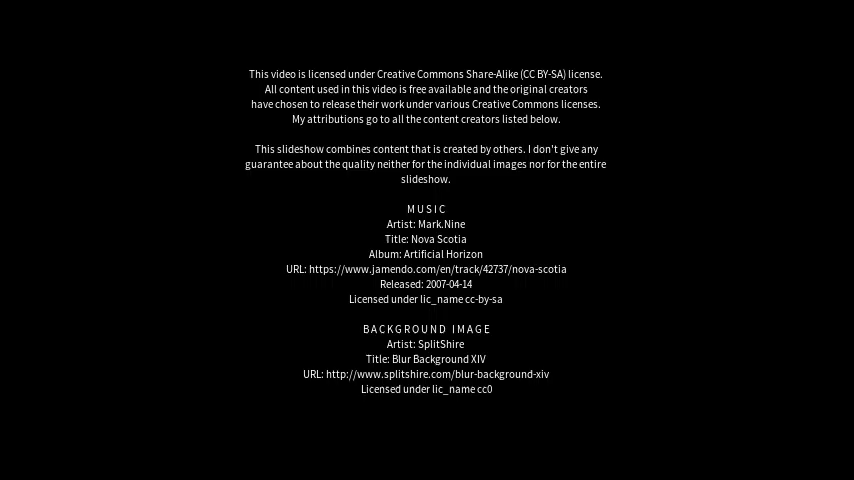 This video is licensed under Creative Commons Share-Alike (CC BY-SA) license.
All content used in this video is free available and the original creators
have chosen to release their work under various Creative Commons licenses.
My attributions go to all the content creators listed below.
This slideshow combines content that is created by others. I don't give any
guarantee about the quality neither for the individual images nor for the entire
slideshow.
MUSIC
Artist: Mark.Nine
Title: Nova Scotia
Album: Artificial Horizon
URL: https://www.jamendo.com/en/track/42737/nova-scotia
Released: 2007-04-14
Licensed under lic_name cc-by-sa
BACKGROUND IMAGE
Artist: SplitShire
Title: Blur Background XIV
URL: http://www.splitshire.com/blur-background-xiv
Licensed under lic_name cc0